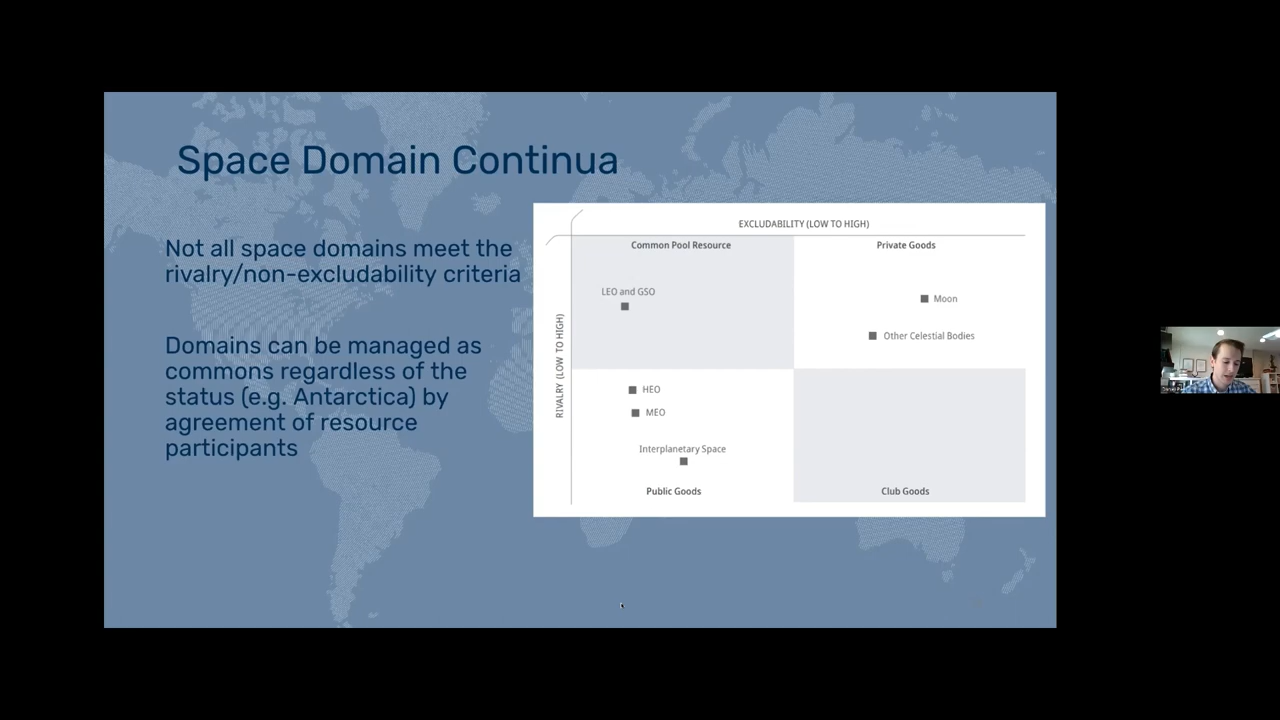 Space Domain Continua
Not all space domains meet the
rivalry/non-excludability criteria
Domains can be managed as
commons regardless of the
status (e.g. Antarctica) by
agreement of resource
participants
EXCLUDABILITY (LOW TO HIGH)
RIVALRY (LOW TO HIGH)
Common Pool Resource
Private Goods
LEO and GSO
Moon
Other Celestial Bodies
HEO
MEO
Interplanetary Space
Public Goods
Club Goods